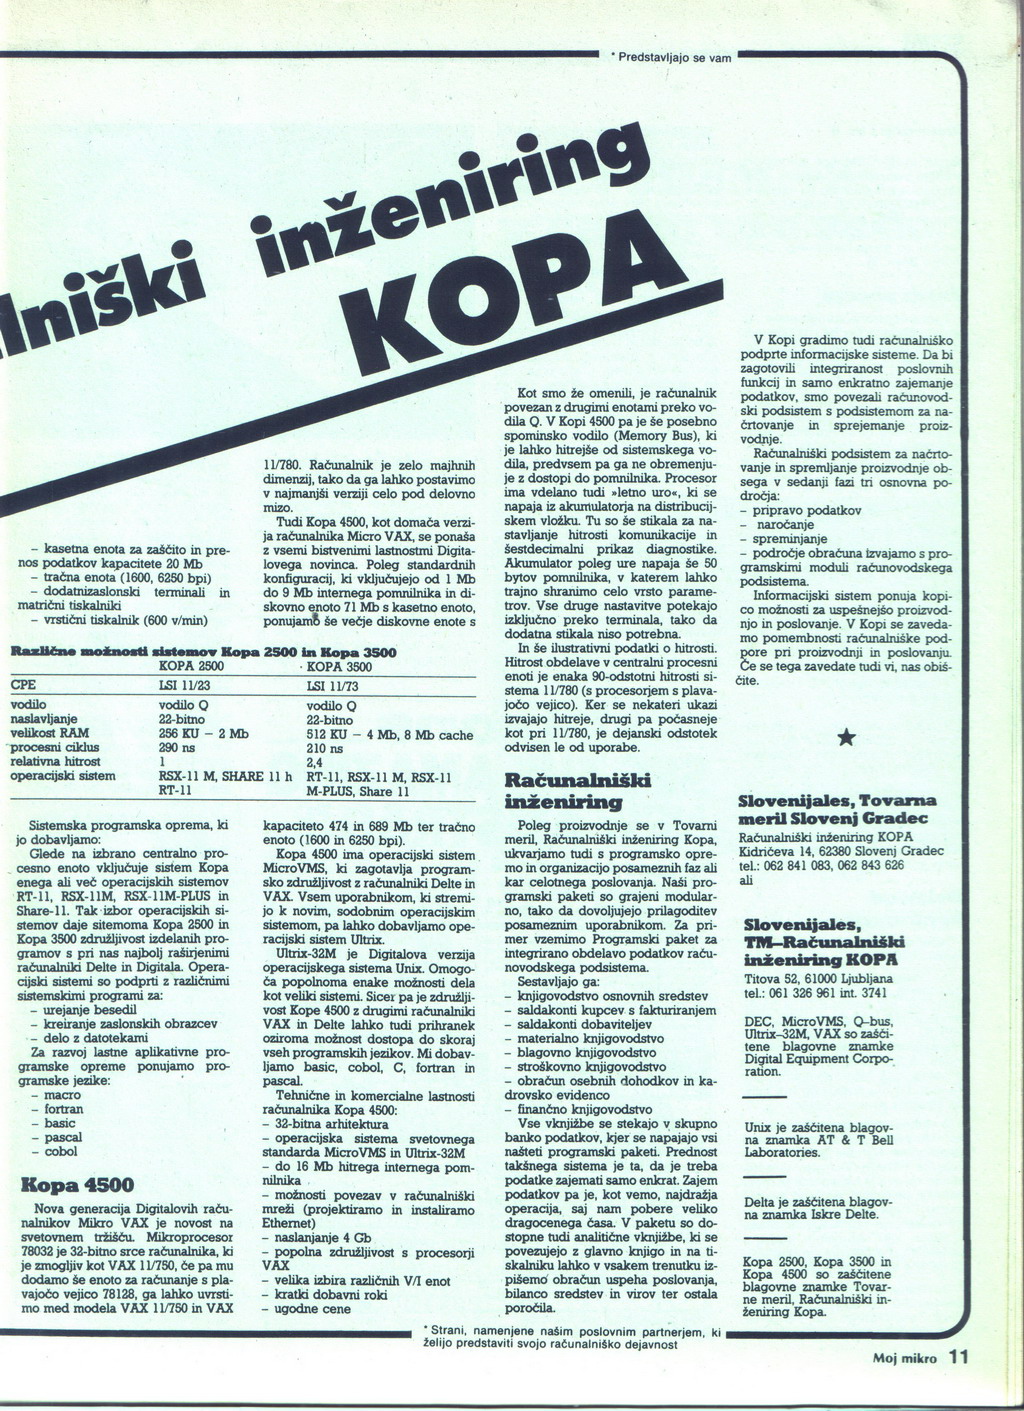 * Predstavljajo se vam
lniški inženiring
KOPA
– kasetna enota za zaščito in pre-
nos podatkov kapacitete 20 Mb
– tračna enota (1600, 6250 bpi)
– dodatnizaslonski terminali in
matrični tiskalniki
– vrstični tiskalnik (600 v/min)
11/780. Računalnik je zelo majhnih
dimenzij, tako da ga lahko postavimo
v najmanjši verziji celo pod delovno
mizo.
Tudi Kopa 4500, kot domača verzi-
ja računalnika Micro VAX, se ponaša
z vsemi bistvenimi lastnostmi Digita-
lovega novinca. Poleg standardnih
konfiguracij, ki vključujejo od 1 Mb
do 9 Mb internega pomnilnika in di-
skovno enoto 71 Mb s kasetno enoto,
ponujamo še večje diskovne enote s
Različne možnosti sistemov Kopa 2500 in Kopa 3500
KOPA 2500 KOPA 3500
CPE LSI 11/23 LSI 11/73
vodilo vodilo Q vodilo Q
naslavljanje 22-bitno 22-bitno
velikost RAM 256 KU – 2 Mb 512 KU – 4 Mb, 8 Mb cache
procesni ciklus 290 ns 210 ns
relativna hitrost 1 2,4
operacijski sistem RSX-11 M, SHARE 11 h RT-11, RSX-11 M, RSX-11
RT-11 M-PLUS, Share 11
Sistemska programska oprema, ki
jo dobavljamo:
Glede na izbrano centralno pro-
cesno enoto vključuje sistem Kopa
enega ali več operacijskih sistemov
RT-11, RSX-11M, RSX-11M-PLUS in
Share-11. Tak izbor operacijskih si-
stemov daje sitemoma Kopa 2500 in
Kopa 3500 združljivost izdelanih pro-
gramov s pri nas najbolj raširjenimi
računalniki Delte in Digitala. Opera-
cijski sistemi so podprti z različnimi
sistemskimi programi za:
– urejanje besedil
– kreiranje zaslonskih obrazcev
– delo z datotekami
Za razvoj lastne aplikativne pro-
gramske opreme ponujamo pro-
gramske jezike:
– macro
– fortran
– basic
– pascal
– cobol
Kopa 4500
Nova generacija Digitalovih raču-
nalnikov Mikro VAX je novost na
svetovnem tržišču. Mikroprocesor
78032 je 32-bitno srce računalnika, ki
je zmogljiv kot VAX 11/750, če pa mu
dodamo še enoto za računanje s pla-
vajočo vejico 78128, ga lahko uvrsti-
mo med modela VAX 11/750 in VAX
kapaciteto 474 in 689 Mb ter tračno
enoto (1600 in 6250 bpi).
Kopa 4500 ima operacijski sistem
MicroVMS, ki zagotavlja program-
sko združljivost z računalniki Delte in
VAX. Vsem uporabnikom, ki stremi-
jo k novim, sodobnim operacijskim
sistemom, pa lahko dobavljamo ope-
racijski sistem Ultrix.
Ultrix-32M je Digitalova verzija
operacijskega sistema Unix. Omogo-
ča popolnoma enake možnosti dela
kot veliki sistemi. Sicer pa je združlji-
vost Kope 4500 z drugimi računalniki
VAX in Delte lahko tudi prihranek
oziroma možnost dostopa do skoraj
vseh programskih jezikov. Mi dobav-
ljamo basic, cobol, C, fortran in
pascal.
Tehnične in komercialne lastnosti
računalnika Kopa 4500:
– 32-bitna arhitektura
– operacijska sistema svetovnega
standarda MicroVMS in Ultrix-32M
– do 16 Mb hitrega internega pom-
nilnika
– možnosti povezav v računalniški
mreži (projektiramo in instaliramo
Ethernet)
– naslanjanje 4 Gb
– popolna združljivost s procesorji
VAX
– velika izbira različnih V/I enot
– kratki dobavni roki
– ugodne cene
Kot smo že omenili, je računalnik
povezan z drugimi enotami preko vo-
dila Q. V Kopi 4500 pa je še posebno
spominsko vodilo (Memory Bus), ki
je lahko hitrejše od sistemskega vo-
dila, predvsem pa ga ne obremenju-
je z dostopi do pomnilnika. Procesor
ima vdelano tudi »letno uro«, ki se
napaja iz akumulatorja na distribucij-
skem vložku. Tu so še stikala za na-
stavljanje hitrosti komunikacije in
šestdecimalni prikaz diagnostike.
Akumulator poleg ure napaja še 50
bytov pomnilnika, v katerem lahko
trajno shranimo celo vrsto parame-
trov. Vse druge nastavitve potekajo
izključno preko terminala, tako da
dodatna stikala niso potrebna.
In še ilustrativni podatki o hitrosti.
Hitrost obdelave v centralni procesni
enoti je enaka 90-odstotni hitrosti si-
stema 11/780 (s procesorjem s plava-
jočo vejico). Ker se nekateri ukazi
izvajajo hitreje, drugi pa počasneje
kot pri 11/780, je dejanski odstotek
odvisen le od uporabe.
Računalniški
inženiring
Poleg proizvodnje se v Tovarni
meril, Računalniški inženiring Kopa,
ukvarjamo tudi s programsko opre-
mo in organizacijo posameznih faz ali
kar celotnega poslovanja. Naši pro-
gramski paketi so grajeni modular-
no, tako da dovoljujejo prilagoditev
posameznim uporabnikom. Za pri-
mer vzemimo Programski paket za
integrirano obdelavo podatkov raču-
novodskega podsistema.
Sestavljajo ga:
– knjigovodstvo osnovnih sredstev
– saldakonti kupcev s fakturiranjem
– saldakonti dobaviteljev
– materialno knjigovodstvo
– blagovno knjigovodstvo
– stroškovno knjigovodstvo
– obračun osebnih dohodkov in ka-
drovsko evidenco
– finančno knjigovodstvo
Vse vknjižbe se stekajo v skupno
banko podatkov, kjer se napajajo vsi
našteti programski paketi. Prednost
takšnega sistema je ta, da je treba
podatke zajemati samo enkrat. Zajem
podatkov pa je, kot vemo, najdražja
operacija, saj nam pobere veliko
dragocenega časa. V paketu so do-
stopne tudi analitične vknjižbe, ki se
povezujejo z glavno knjigo in na ti-
skalniku lahko v vsakem trenutku iz-
pišemo obračun uspeha poslovanja,
bilanco sredstev in virov ter ostala
poročila.
V Kopi gradimo tudi računalniško
podprte informacijske sisteme. Da bi
zagotovili integriranost poslovnih
funkcij in samo enkratno zajemanje
podatkov, smo povezali računovod-
ski podsistem s podsistemom za na-
črtovanje in sprejemanje proiz-
vodnje.
Računalniški podsistem za načrto-
vanje in spremljanje proizvodnje ob-
sega v sedanji fazi tri osnovna po-
dročja:
– pripravo podatkov
– naročanje
– spreminjanje
– področje obračuna izvajamo s pro-
gramskimi moduli računovodskega
podsistema.
Informacijski sistem ponuja kopi-
co možnosti za uspešnejšo proizvod-
njo in poslovanje. V Kopi se zaveda-
mo pomembnosti računalniške pod-
pore pri proizvodnji in poslovanju.
Če se tega zavedate tudi vi, nas obiš-
čite.
Slovenijales, Tovarna
meril Slovenj Gradec
Računalniški inženiring KOPA
Kidričeva 14, 62380 Slovenj Gradec
tel.: 062 841 083, 062 843 626
ali
Slovenijales,
TM–Računalniški
inženiring KOPA
Titova 52, 61000 Ljubljana
tel.: 061 326 961 int. 3741
DEC, MicroVMS, Q–bus,
Ultrix–32M, VAX so zašči-
tene blagovne znamke
Digital Equipment Corpo-
ration.
Unix je zaščitena blagov-
na znamka AT & T Bell
Laboratories.
Delta je zaščitena blagov-
na znamka Iskre Delte.
Kopa 2500, Kopa 3500 in
Kopa 4500 so zaščitene
blagovne znamke Tovar-
ne meril, Računalniški in-
ženiring Kopa.
* Strani, namenjene našim poslovnim partnerjem, ki
želijo predstaviti svojo računalniško dejavnost
Moj mikro 11